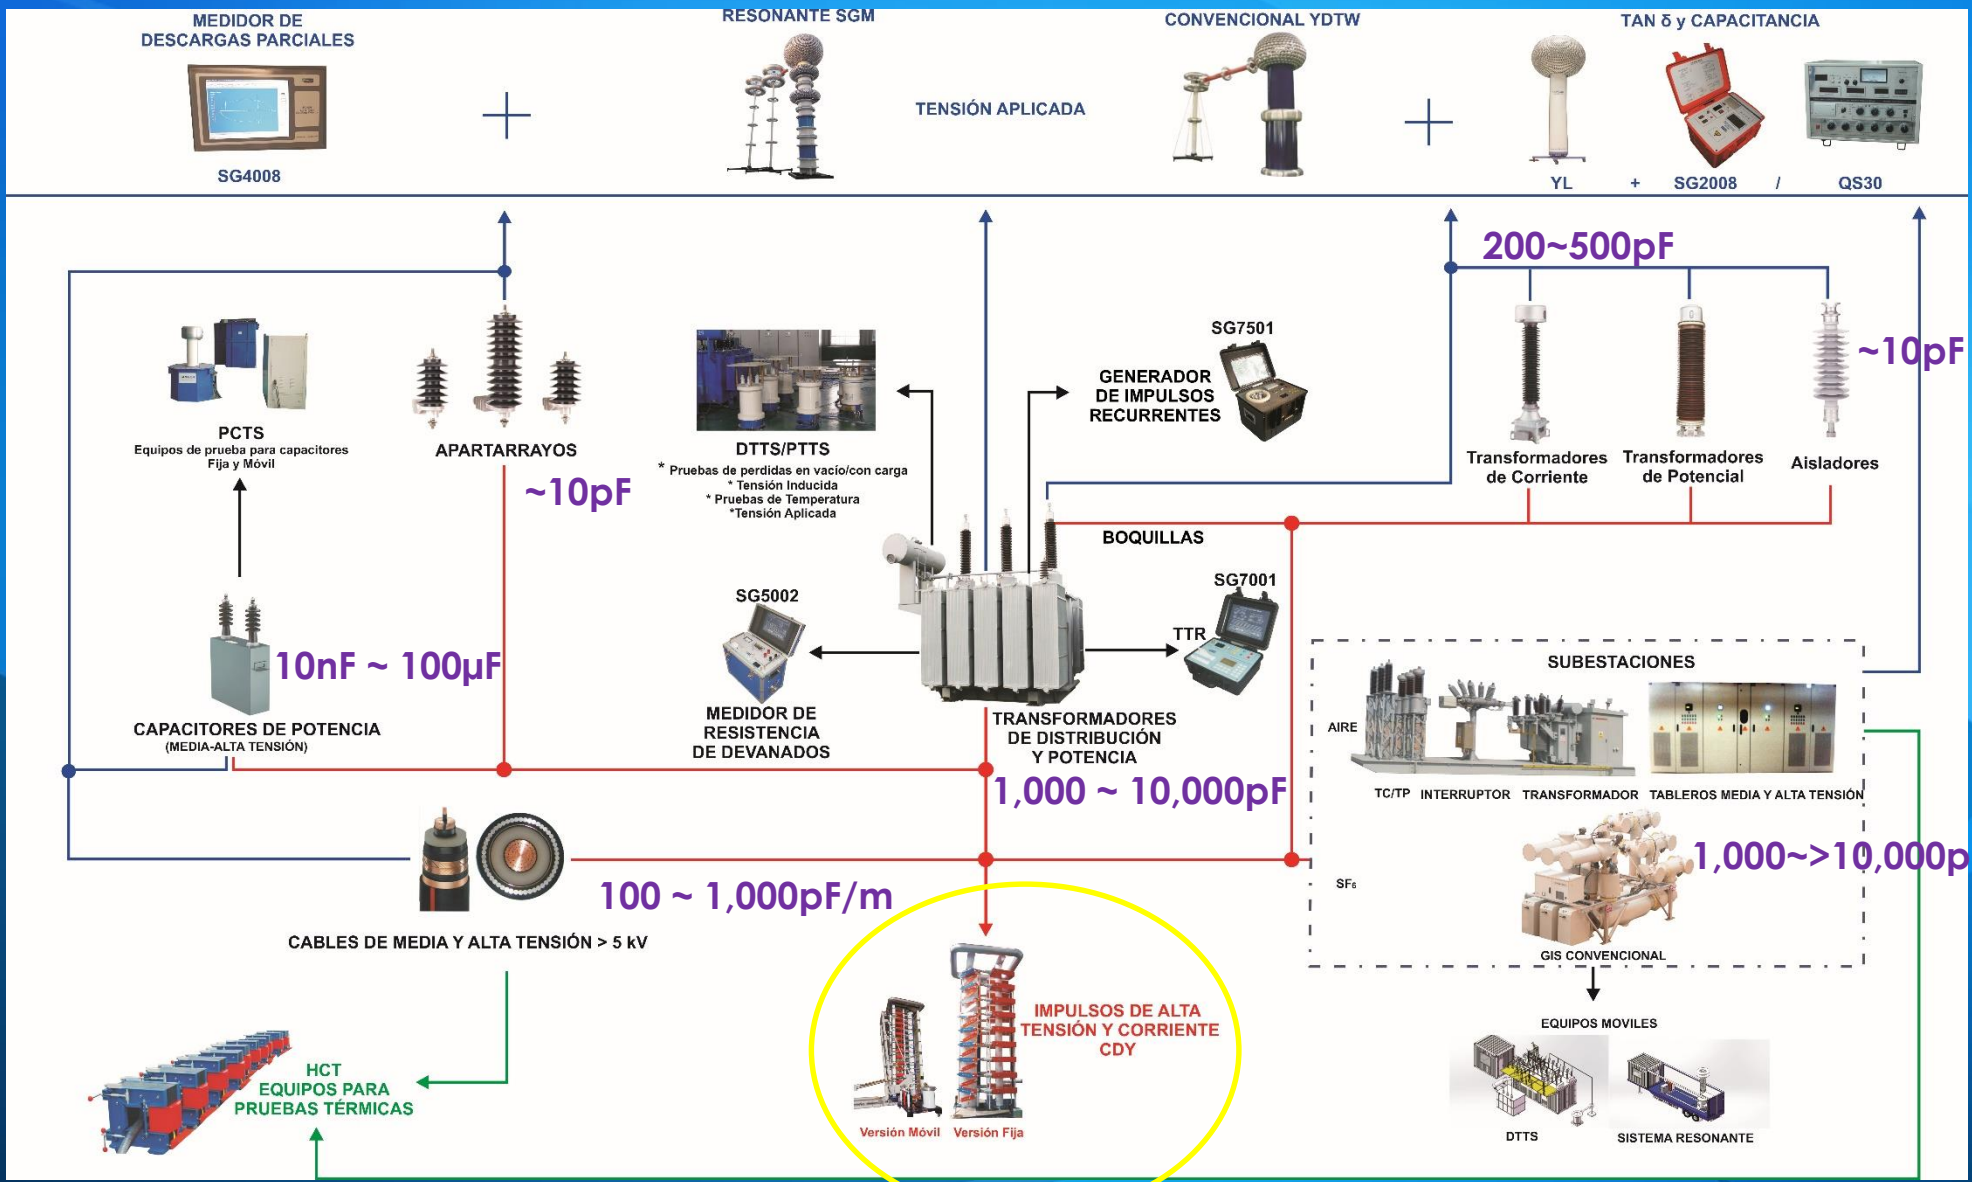 MEDIDOR DE
DESCARGAS PARCIALES
SG4008
RESONANTE SGM
TENSIÓN APLICADA
CONVENCIONAL YDTW
TAN δ y CAPACITANCIA
YL + SG2008 / QS30
200~500pF
~10pF
PCTS
Equipos de prueba para capacitores
Fija y Móvil
APARTARRAYOS
~10pF
DTTS/PTTS
* Pruebas de perdidas en vacío/con carga
* Tensión Inducida
* Pruebas de Temperatura
*Tensión Aplicada
SG7501
GENERADOR
DE IMPULSOS
RECURRENTES
Transformadores
de Corriente
Transformadores
de Potencial
Aisladores
BOQUILLAS
SG5002
MEDIDOR DE
RESISTENCIA
DE DEVANADOS
SG7001
TTR
10nF ~ 100µF
CAPACITORES DE POTENCIA
(MEDIA-ALTA TENSIÓN)
TRANSFORMADORES
DE DISTRIBUCIÓN
Y POTENCIA
1,000 ~ 10,000pF
SUBESTACIONES
AIRE
TC/TP INTERRUPTOR TRANSFORMADOR TABLEROS MEDIA Y ALTA TENSIÓN
1,000~>10,000p
SF6
GIS CONVENCIONAL
100 ~ 1,000pF/m
CABLES DE MEDIA Y ALTA TENSIÓN > 5 kV
IMPULSOS DE ALTA
TENSIÓN Y CORRIENTE
CDY
Versión Móvil Versión Fija
HCT
EQUIPOS PARA
PRUEBAS TÉRMICAS
EQUIPOS MOVILES
DTTS
SISTEMA RESONANTE